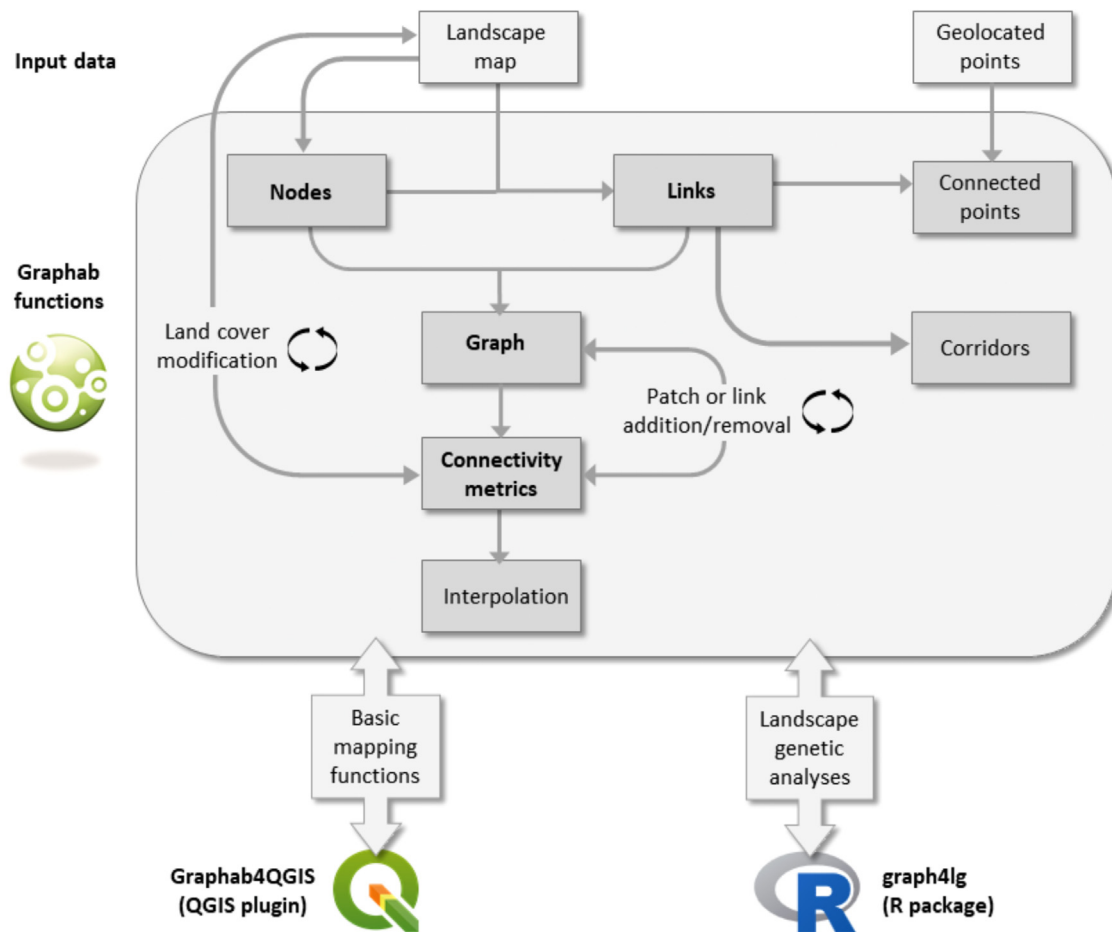 Input data
Landscape
map
Geolocated
points
Nodes
Links
Connected
points
Graphab
functions
Land cover
modification
Graph
Corridors
Patch or link
addition/removal
Connectivity
metrics
Interpolation
Basic
mapping
functions
Landscape
genetic
analyses
Graphab4QGIS
(QGIS plugin)
R
graph4lg
(R package)